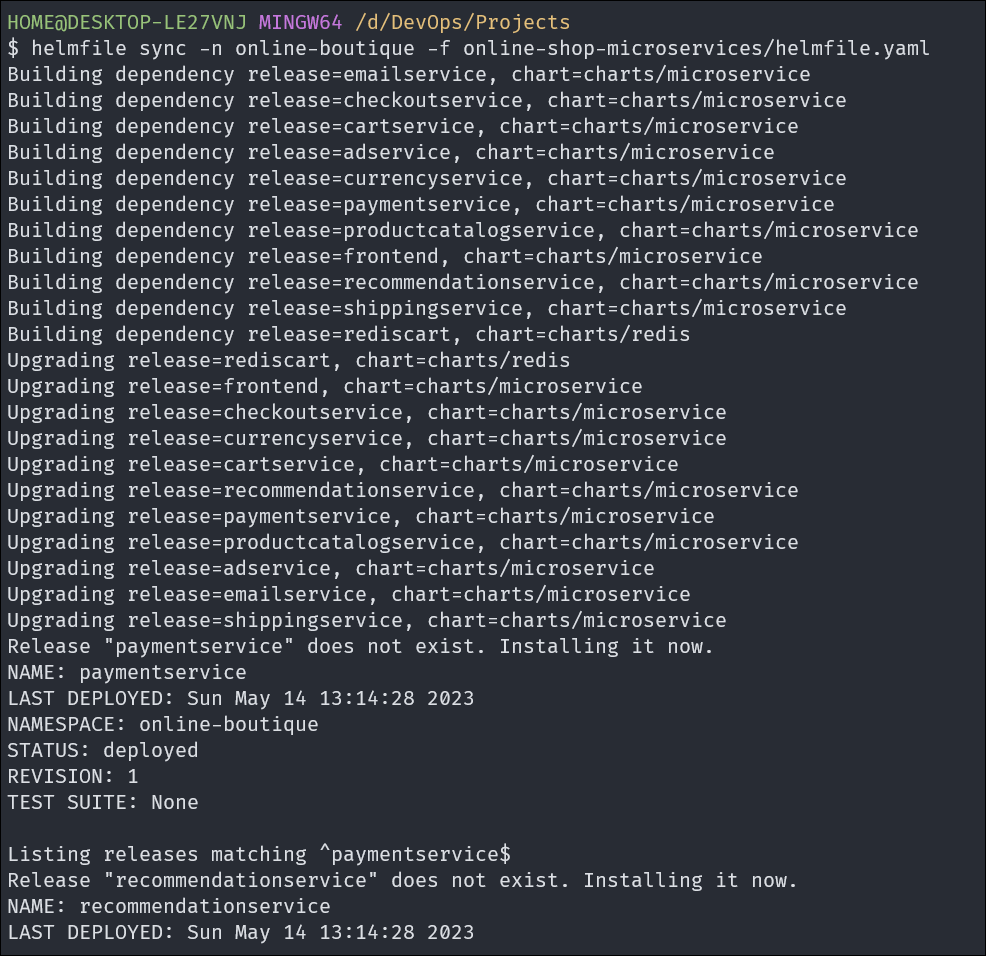 HOME@DESKTOP-LE27VNJ MINGW64 /d/DevOps/Projects
$ helmfile sync -n online-boutique -f online-shop-microservices/helmfile.yaml
Building dependency release=emailservice, chart=charts/microservice
Building dependency release=checkoutservice, chart=charts/microservice
Building dependency release=cartservice, chart=charts/microservice
Building dependency release=adservice, chart=charts/microservice
Building dependency release=currencyservice, chart=charts/microservice
Building dependency release=paymentservice, chart=charts/microservice
Building dependency release=productcatalogservice, chart=charts/microservice
Building dependency release=frontend, chart=charts/microservice
Building dependency release=recommendationservice, chart=charts/microservice
Building dependency release=shippingservice, chart=charts/microservice
Building dependency release=rediscart, chart=charts/redis
Upgrading release=rediscart, chart=charts/redis
Upgrading release=frontend, chart=charts/microservice
Upgrading release=checkoutservice, chart=charts/microservice
Upgrading release=currencyservice, chart=charts/microservice
Upgrading release=cartservice, chart=charts/microservice
Upgrading release=recommendationservice, chart=charts/microservice
Upgrading release=paymentservice, chart=charts/microservice
Upgrading release=productcatalogservice, chart=charts/microservice
Upgrading release=adservice, chart=charts/microservice
Upgrading release=emailservice, chart=charts/microservice
Upgrading release=shippingservice, chart=charts/microservice
Release "paymentservice" does not exist. Installing it now.
NAME: paymentservice
LAST DEPLOYED: Sun May 14 13:14:28 2023
NAMESPACE: online-boutique
STATUS: deployed
REVISION: 1
TEST SUITE: None

Listing releases matching ^paymentservice$
Release "recommendationservice" does not exist. Installing it now.
NAME: recommendationservice
LAST DEPLOYED: Sun May 14 13:14:28 2023